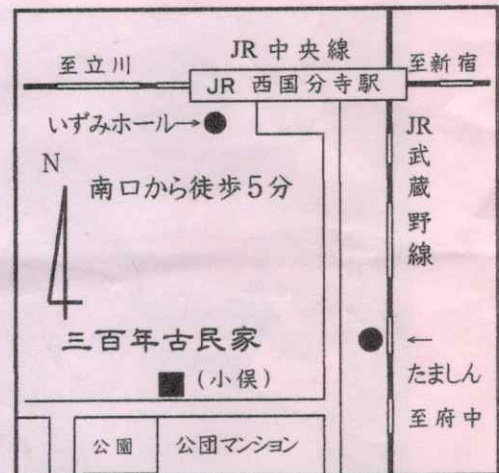 JR 中央線
至立川
至新宿
JR 西国分寺駅
いずみホール→
N
南口から徒歩5分
JR武蔵野線
三百年古民家
(小俣)
←
たましん
至府中
公園
公団マンション